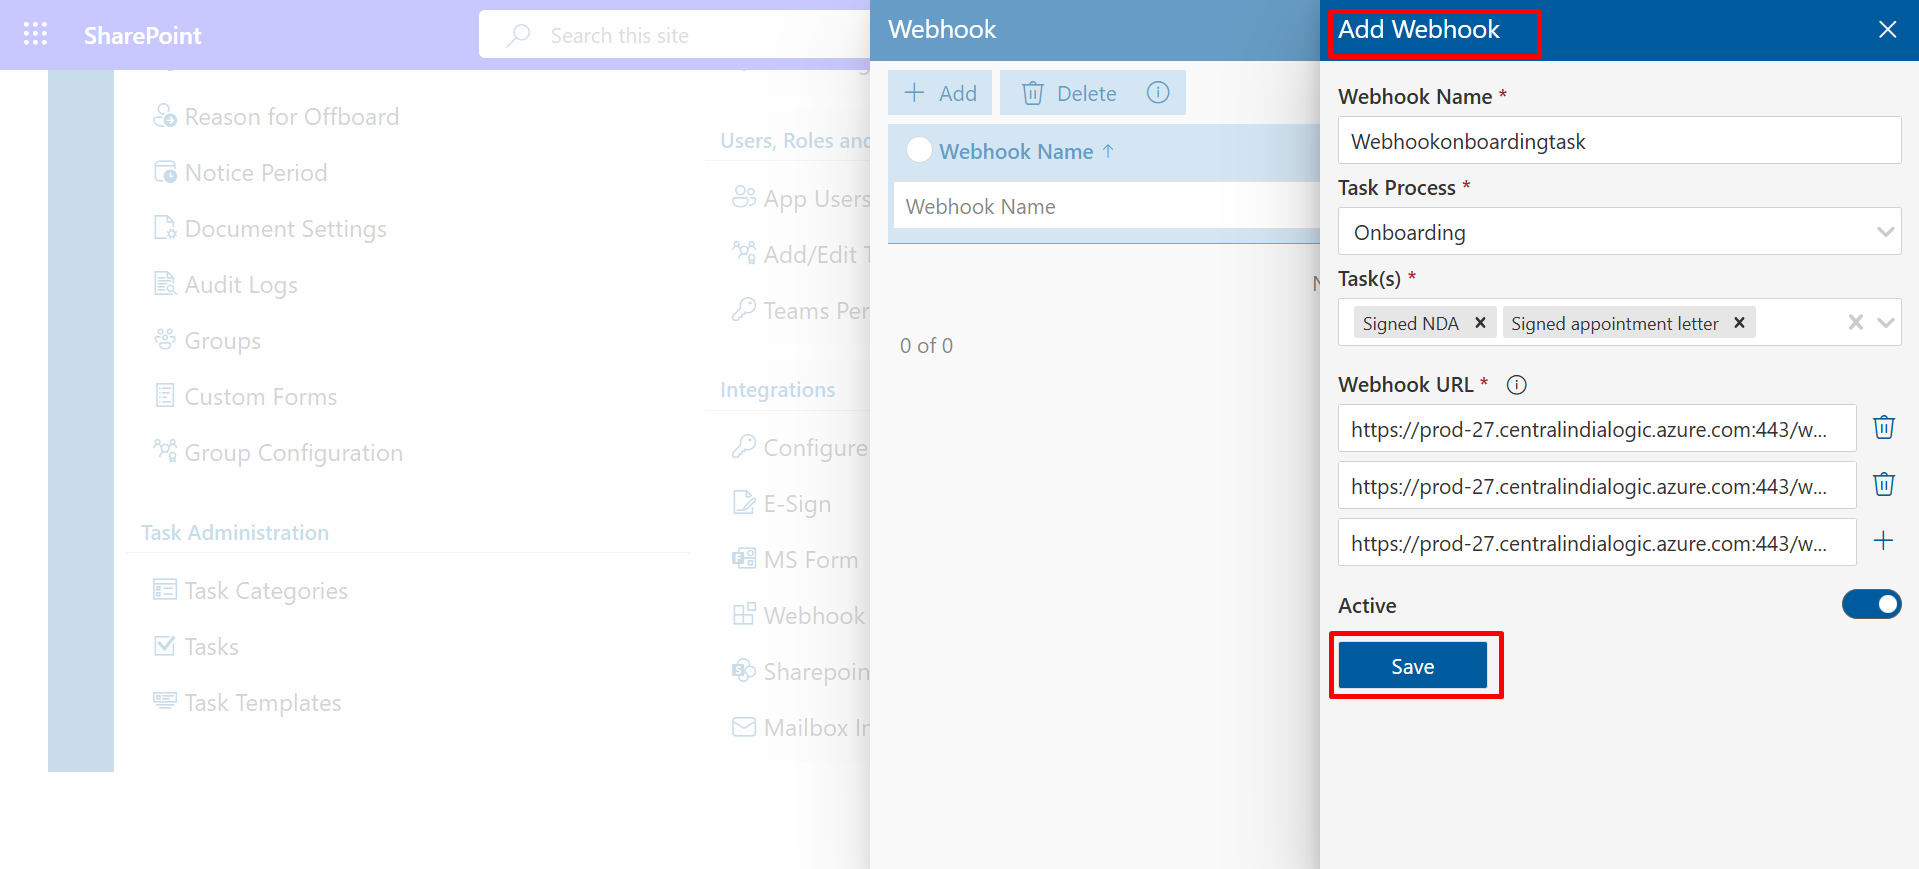 SharePoint
Search this site
Reason for Offboard
Notice Period
Document Settings
Audit Logs
Groups
Custom Forms
Group Configuration
Task Administration
Task Categories
Tasks
Task Templates
Users, Roles and
App Users
Add/Edit T
Teams Per
Integrations
Configure
E-Sign
MS Form
Webhook
Sharepoin
Mailbox In
Webhook
Add
Delete
Webhook Name ↑
Webhook Name
N
0 of 0
Add Webhook
Webhook Name *
Webhookonboardingtask
Task Process *
Onboarding
Task(s) *
Signed NDA
Signed appointment letter
Webhook URL *
https://prod-27.centralindialogic.azure.com:443/w...
https://prod-27.centralindialogic.azure.com:443/w...
https://prod-27.centralindialogic.azure.com:443/w...
Active
Save